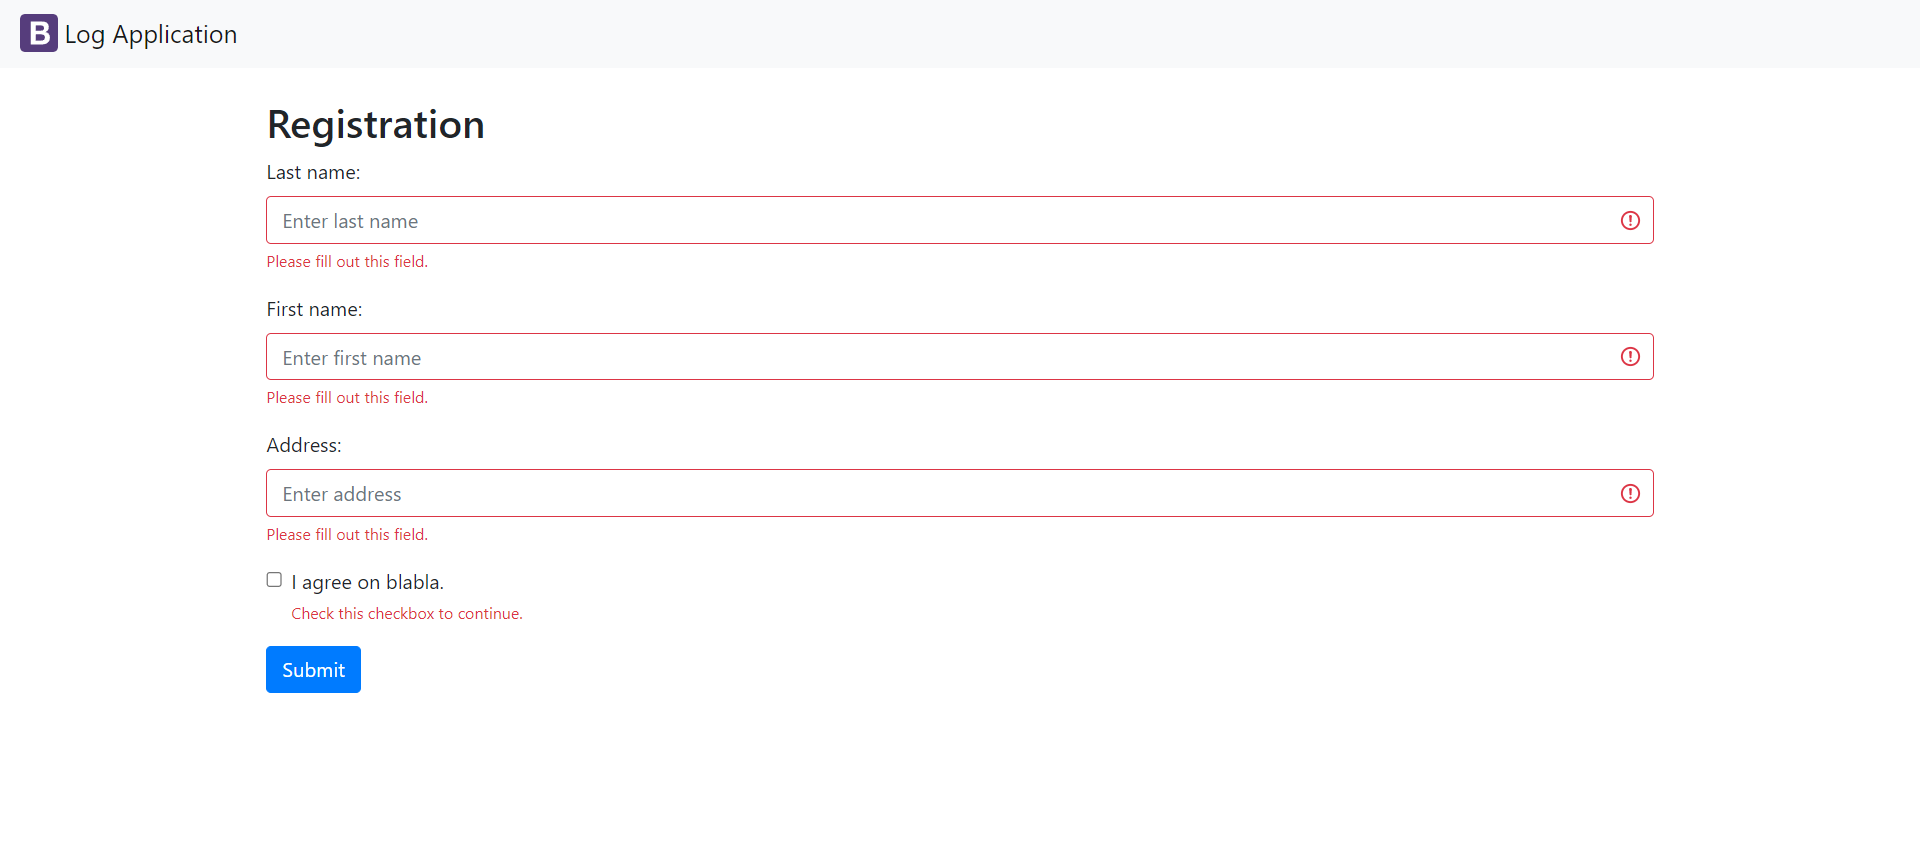 B Log Application
Registration
Last name:
Enter last name
Please fill out this field.
First name:
Enter first name
Please fill out this field.
Address:
Enter address
Please fill out this field.
I agree on blabla.
Check this checkbox to continue.
Submit